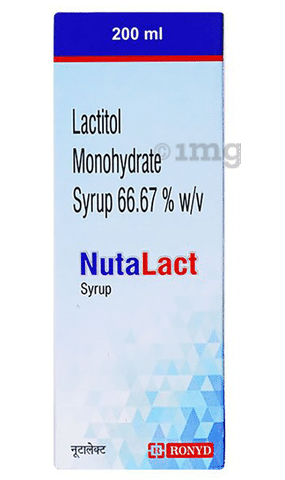 200 ml
Lactitol
Monohydrate
©1mg
Syrup 66.67 % w/v
NutaLact
Syrup
नूटालेक्ट
RONYD